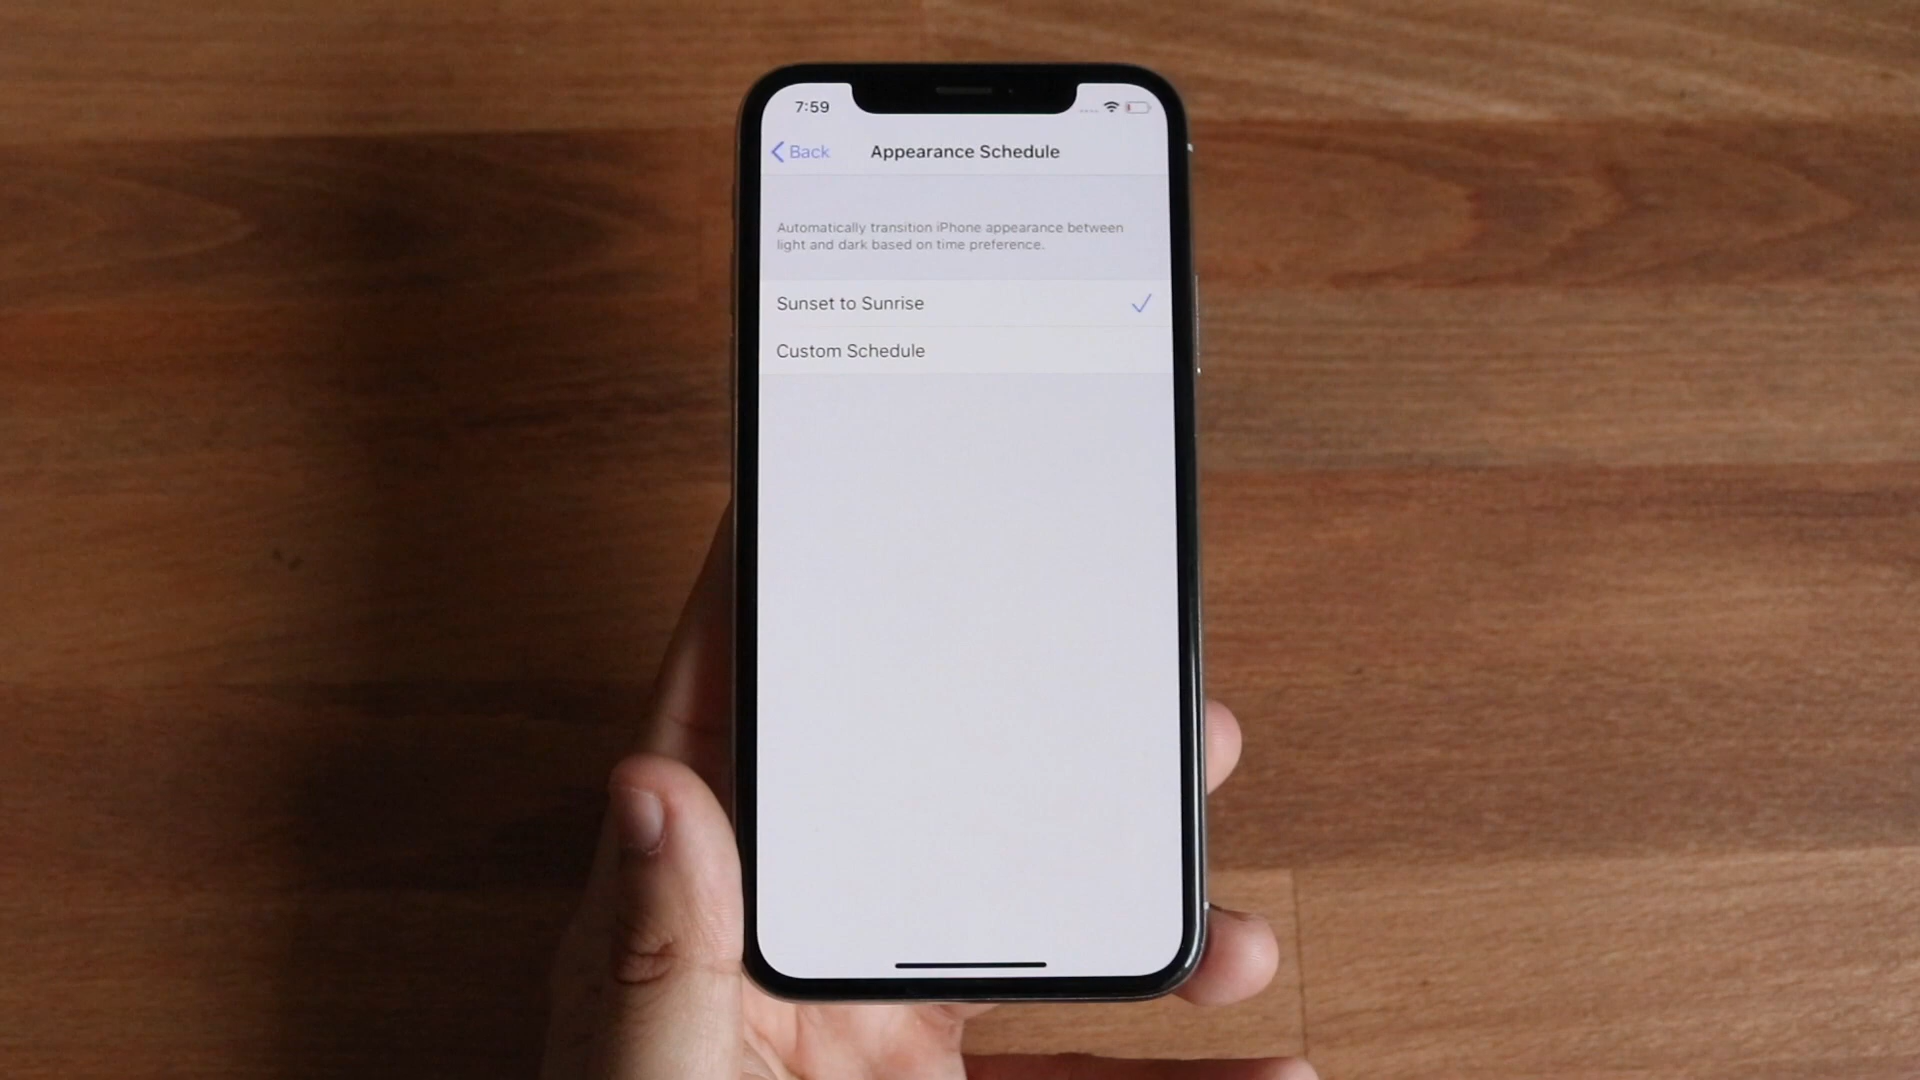 7:59
Back
Appearance Schedule
Automatically transition iPhone appearance between
light and dark based on time preference.
Sunset to Sunrise
Custom Schedule